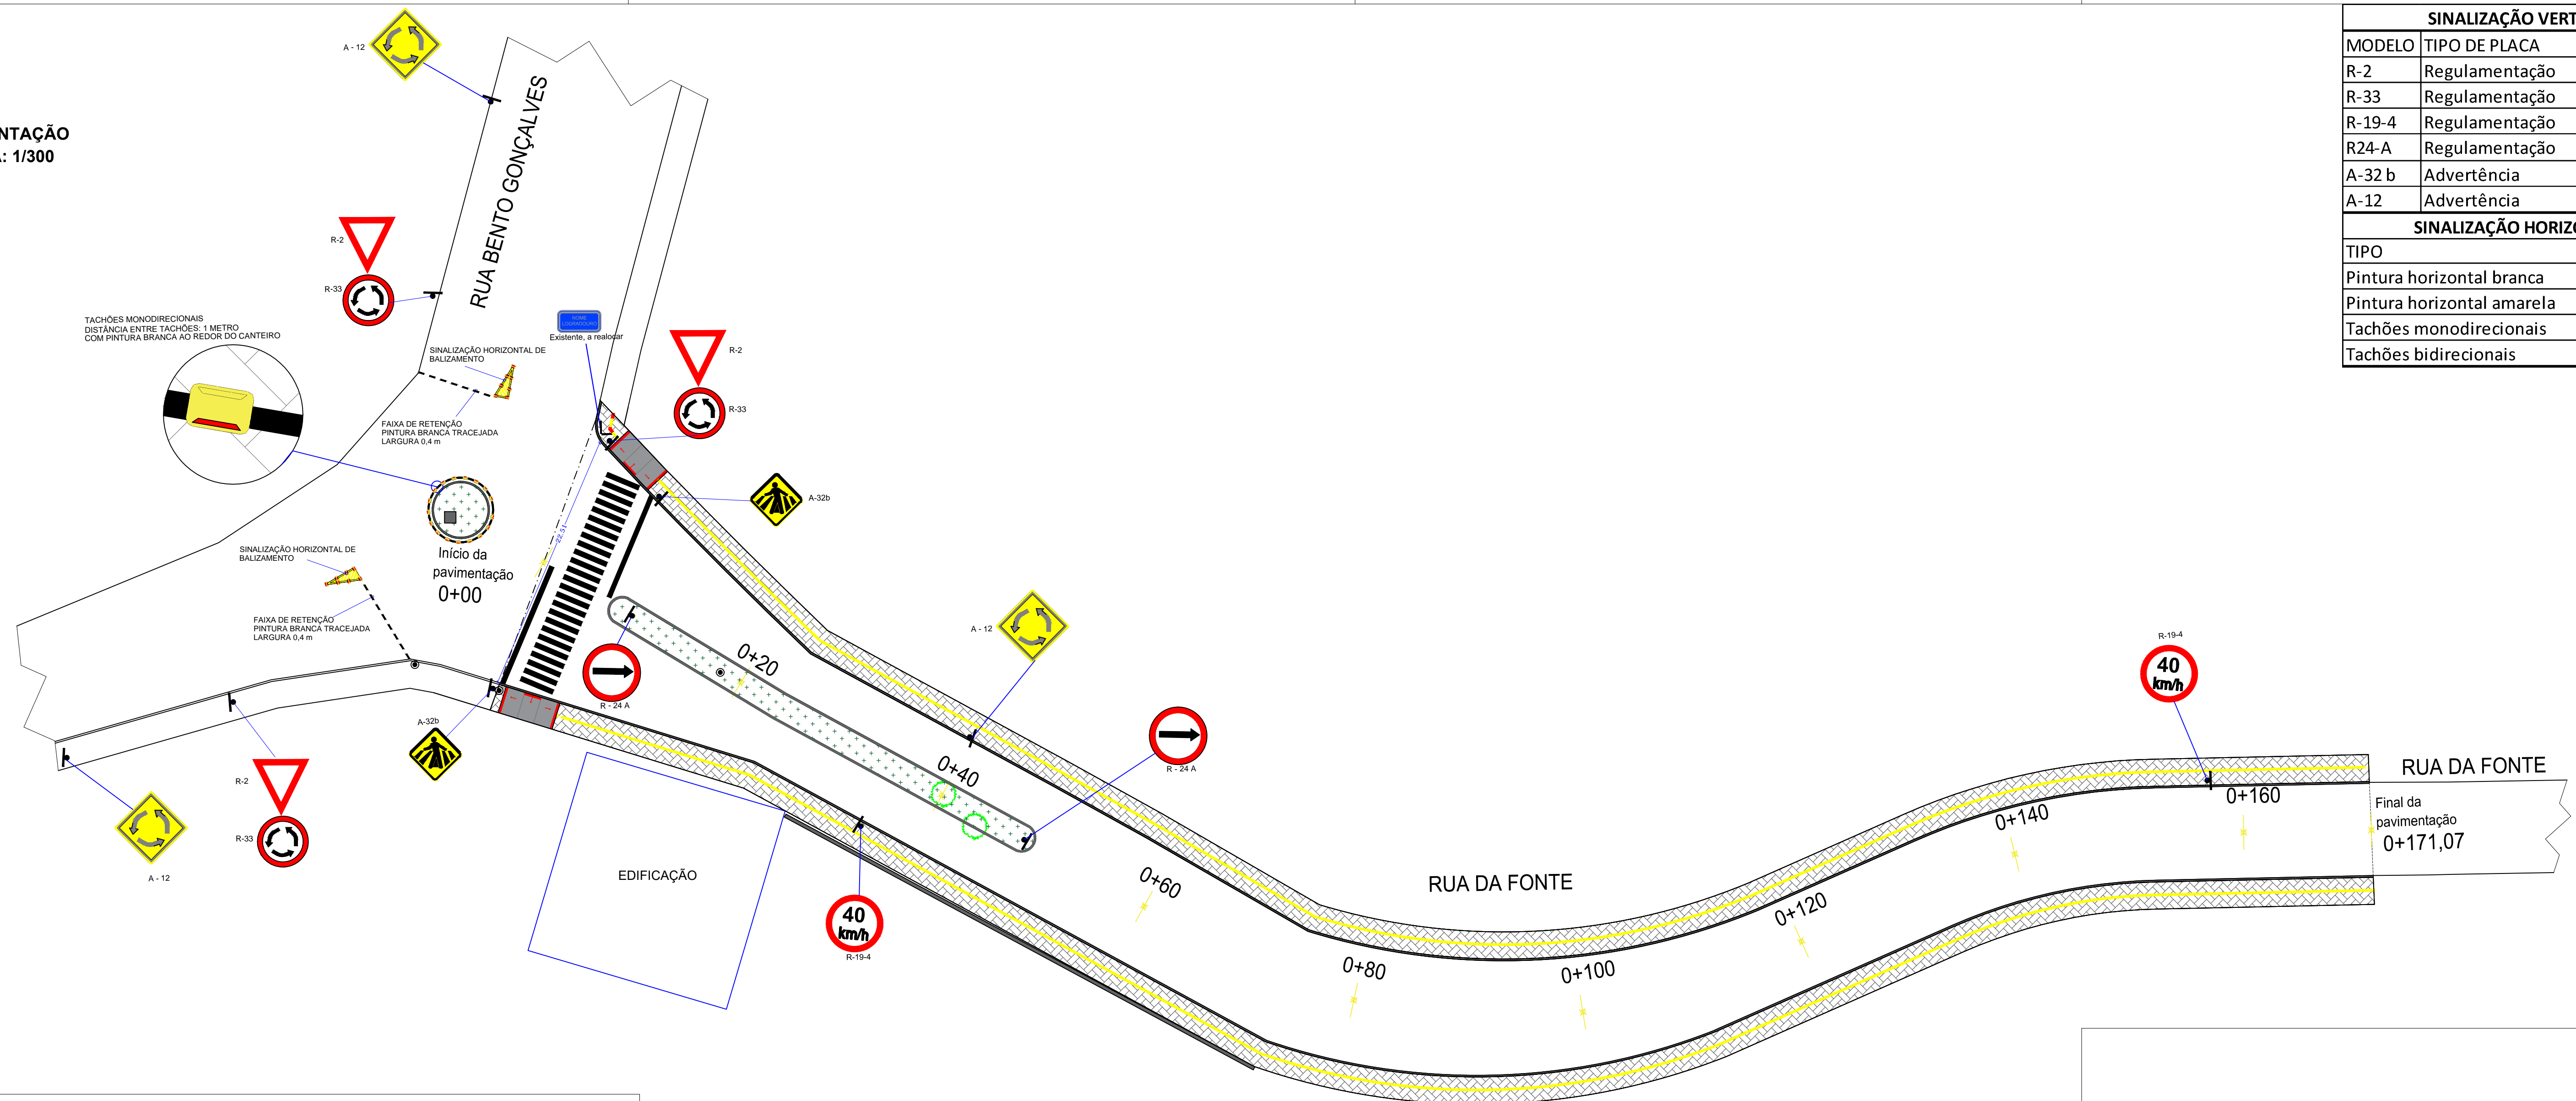 NTAÇÃO
: 1/300
A - 12
RUA BENTO GONÇALVES
R-2
R-33
TACHÕES MONODIRECIONAIS
DISTÂNCIA ENTRE TACHÕES: 1 METRO
COM PINTURA BRANCA AO REDOR DO CANTEIRO
SINALIZAÇÃO HORIZONTAL DE
BALIZAMENTO
FAIXA DE RETENÇÃO
PINTURA BRANCA TRACEJADA
LARGURA 0,4 m
NOME
LOGRADOURO
Existente, a realocar
R-2
R-33
A-32b
22.51
Início da
pavimentação
0+00
SINALIZAÇÃO HORIZONTAL DE
BALIZAMENTO
FAIXA DE RETENÇÃO
PINTURA BRANCA TRACEJADA
LARGURA 0,4 m
R - 24 A
A-32b
R-2
R-33
A - 12
EDIFICAÇÃO
0+20
0+40
A - 12
R - 24 A
40
km/h
R-19-4
0+60
0+80
0+100
RUA DA FONTE
0+120
0+140
0+160
R-19-4
40
km/h
RUA DA FONTE
Final da
pavimentação
0+171,07
SINALIZAÇÃO VERT
MODELO TIPO DE PLACA
R-2 Regulamentação
R-33 Regulamentação
R-19-4 Regulamentação
R24-A Regulamentação
A-32 b Advertência
A-12 Advertência
SINALIZAÇÃO HORIZO
TIPO
Pintura horizontal branca
Pintura horizontal amarela
Tachões monodirecionais
Tachões bidirecionais